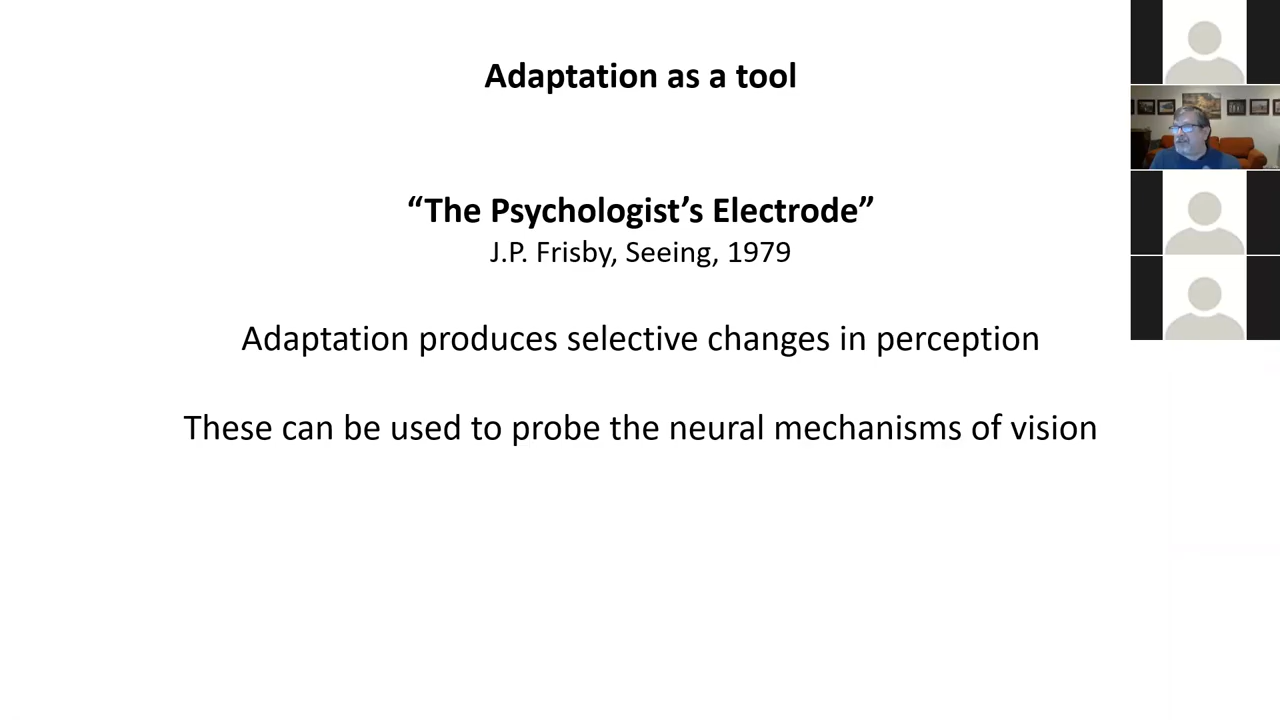 Adaptation as a tool
“The Psychologist’s Electrode”
J.P. Frisby, Seeing, 1979
Adaptation produces selective changes in perception
These can be used to probe the neural mechanisms of vision